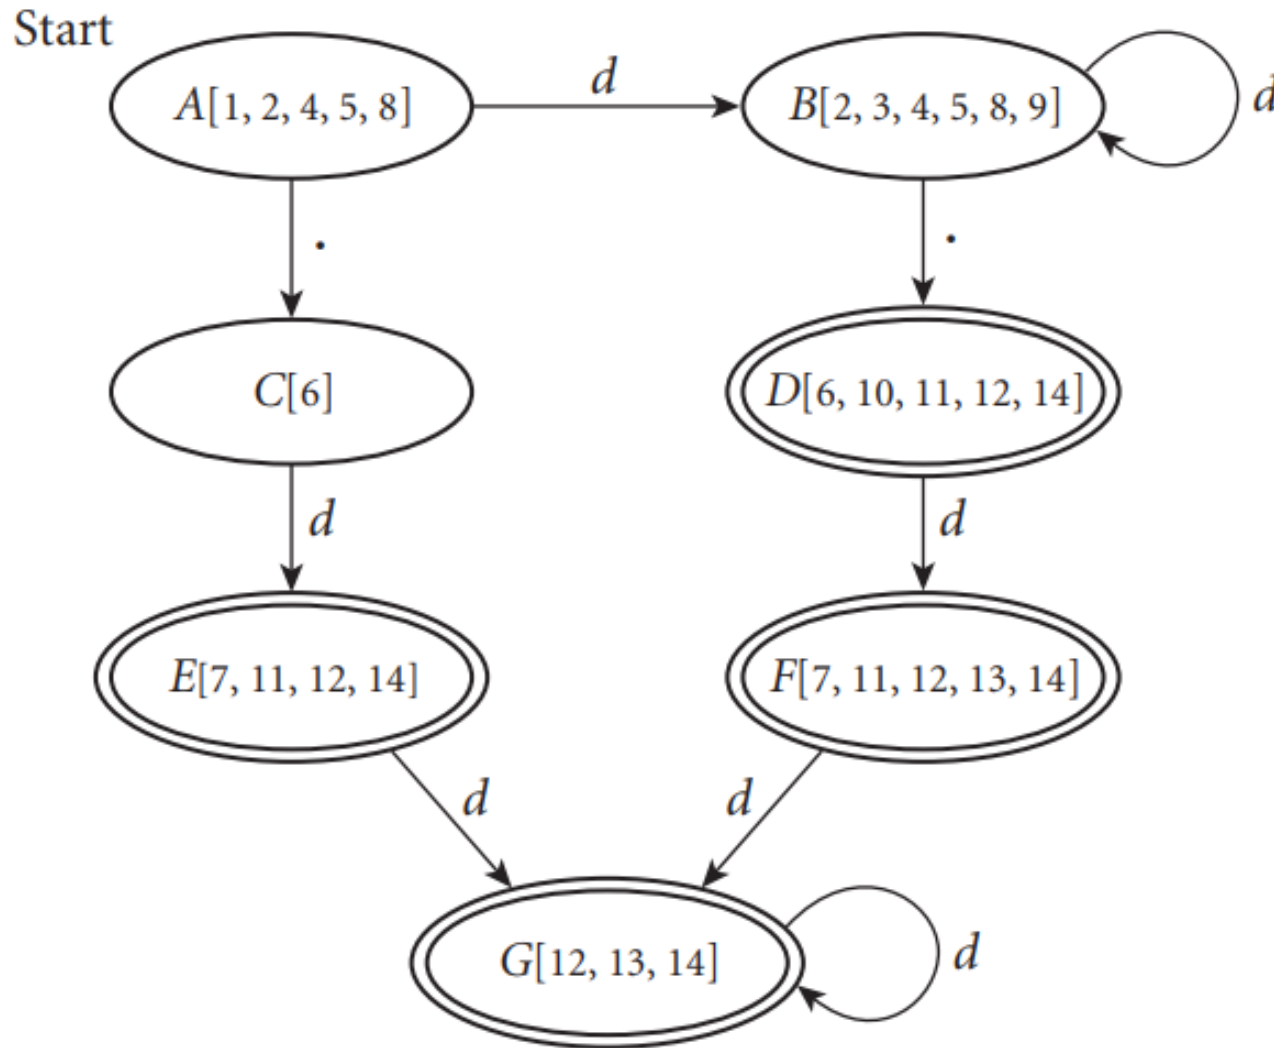 Start
A[1, 2, 4, 5, 8]
d
B[2, 3, 4, 5, 8, 9]
d
.
.
C[6]
D[6, 10, 11, 12, 14]
d
d
E[7, 11, 12, 14]
F[7, 11, 12, 13, 14]
d
d
G[12, 13, 14]
d